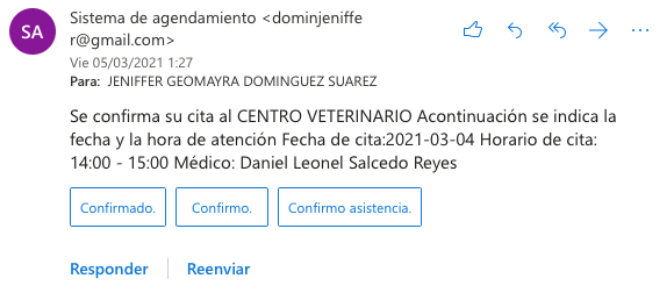 SA
Sistema de agendamiento <dominjeniffe
r@gmail.com>
Vie 05/03/2021 1:27
Para: JENIFFER GEOMAYRA DOMINGUEZ SUAREZ
Se confirma su cita al CENTRO VETERINARIO Acontinuación se indica la
fecha y la hora de atención Fecha de cita:2021-03-04 Horario de cita:
14:00 - 15:00 Médico: Daniel Leonel Salcedo Reyes
Confirmado. Confirmo. Confirmo asistencia.
Responder Reenviar